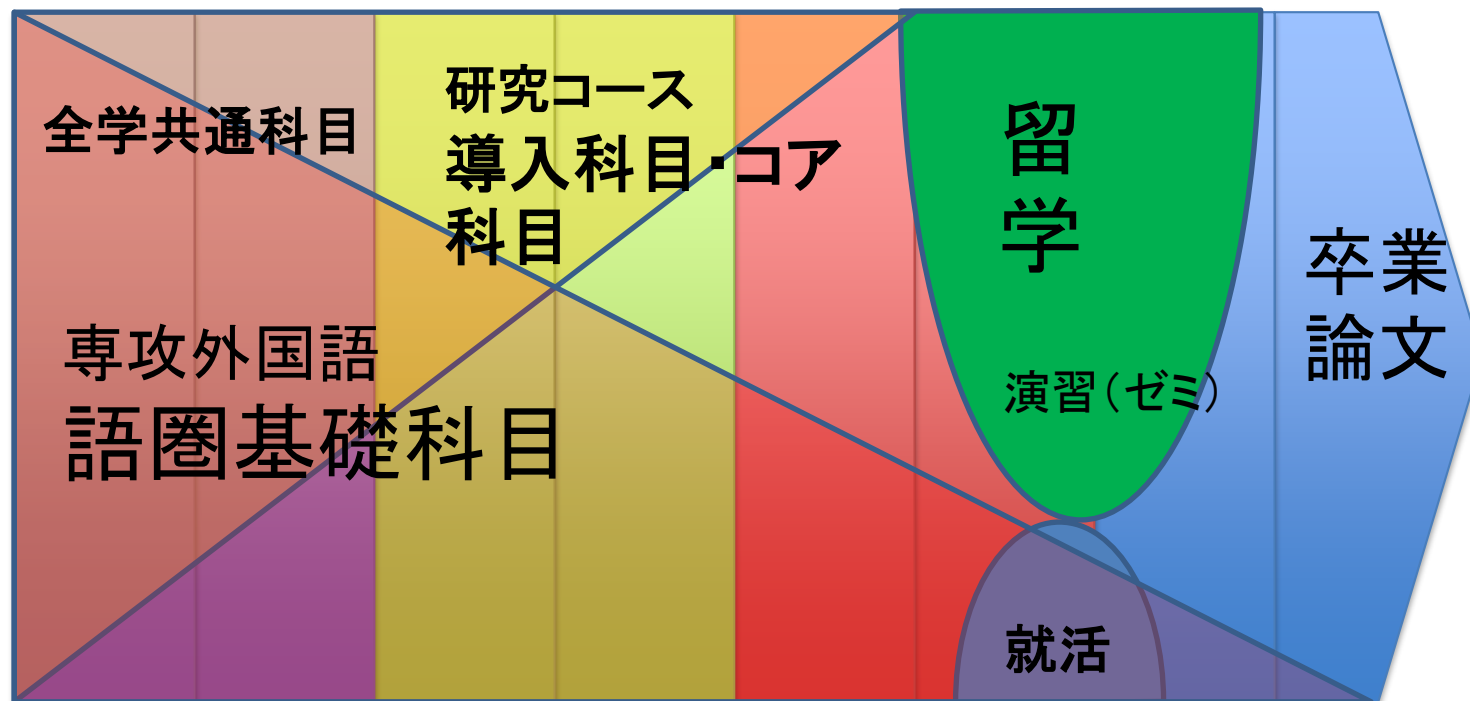 全学共通科目
専攻外国語
語圏基礎科目
研究コース
導入科目・コア
科目
留
学
演習（ゼミ）
就活
卒業
論文